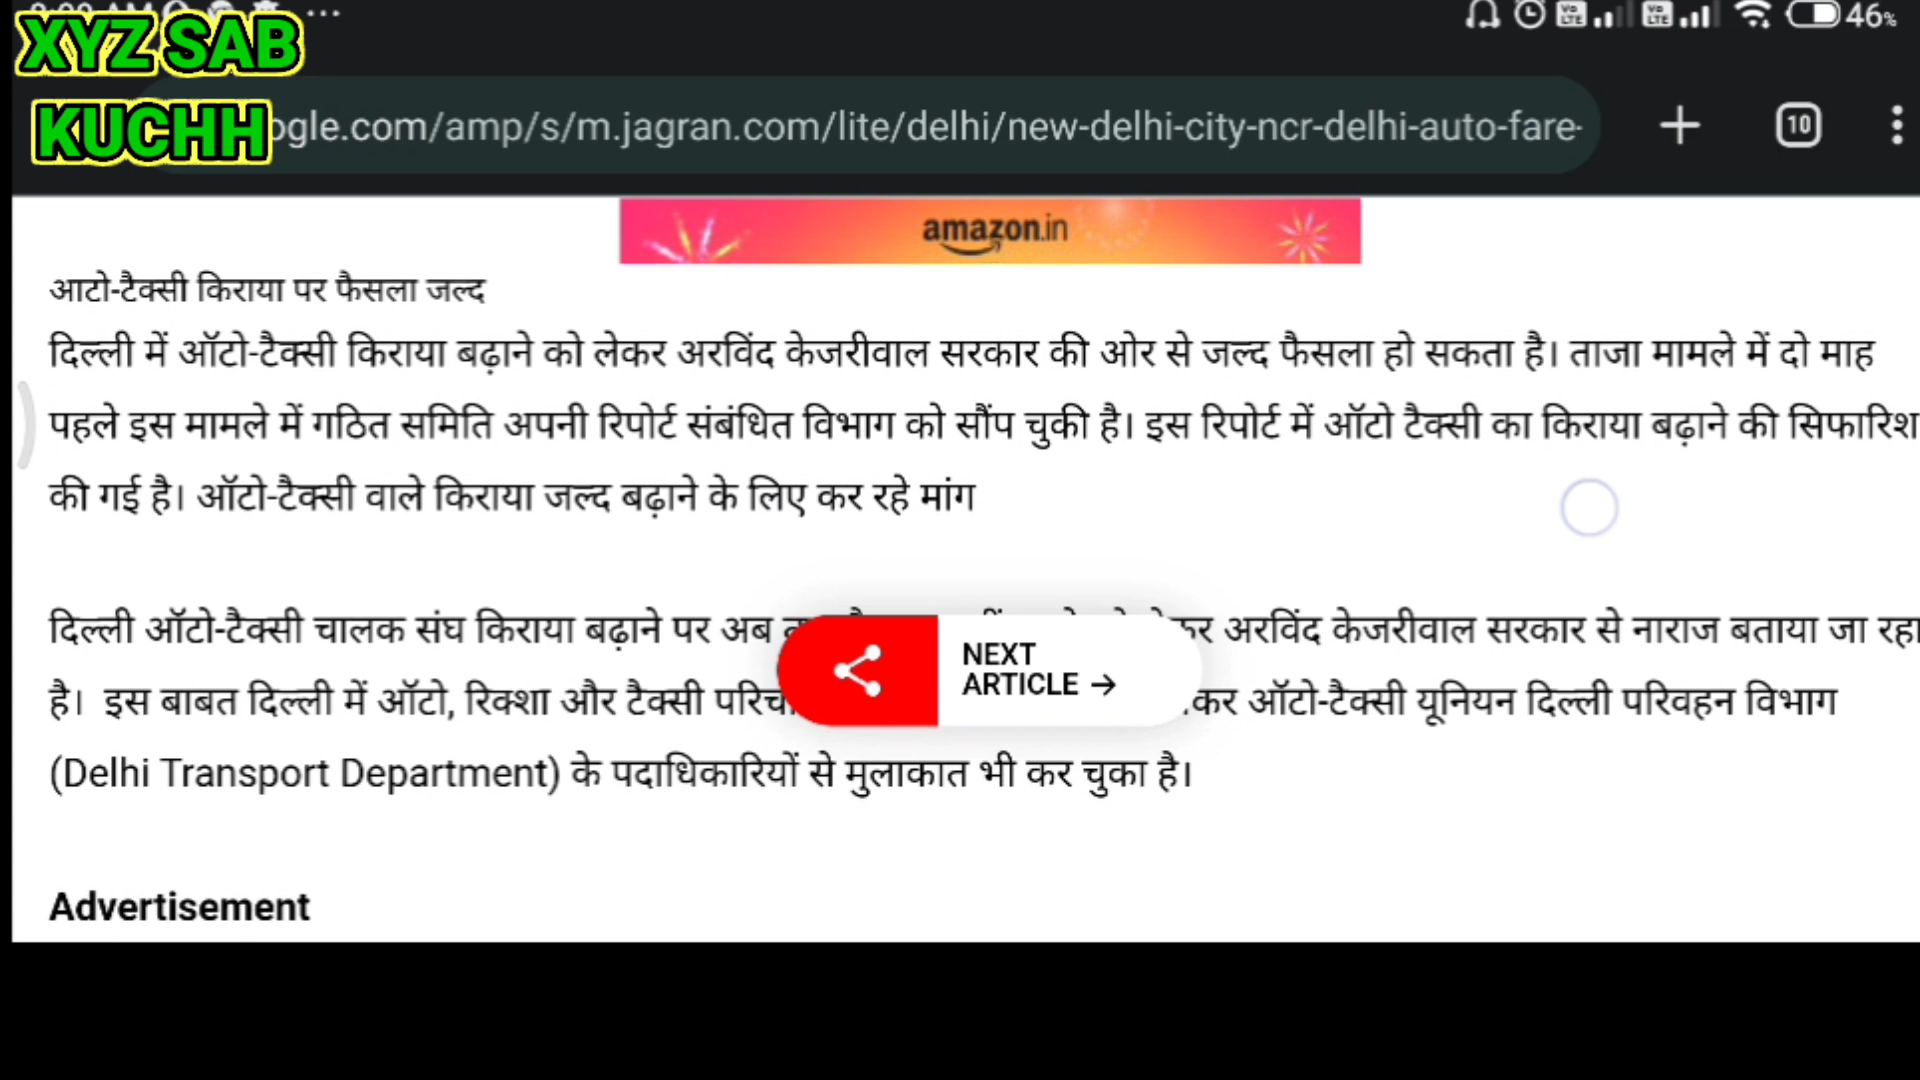 XYZ SAB
KUCHH
46%
ogle.com/amp/s/m.jagran.com/lite/delhi/new-delhi-city-ncr-delhi-auto-fare-
10
amazon.in
आटो-टैक्सी किराया पर फैसला जल्द
दिल्ली में ऑटो-टैक्सी किराया बढ़ाने को लेकर अरविंद केजरीवाल सरकार की ओर से जल्द फैसला हो सकता है। ताजा मामले में दो माह
पहले इस मामले में गठित समिति अपनी रिपोर्ट संबंधित विभाग को सौंप चुकी है। इस रिपोर्ट में ऑटो टैक्सी का किराया बढ़ाने की सिफारिश
की गई है। ऑटो-टैक्सी वाले किराया जल्द बढ़ाने के लिए कर रहे मांग
दिल्ली ऑटो-टैक्सी चालक संघ किराया बढ़ाने पर अब अरविंद केजरीवाल सरकार से नाराज बताया जा रहा
है। इस बाबत दिल्ली में ऑटो, रिक्शा और टैक्सी कर ऑटो-टैक्सी यूनियन दिल्ली परिवहन विभाग
NEXT
ARTICLE →
(Delhi Transport Department) के पदाधिकारियों से मुलाकात भी कर चुका है।
Advertisement